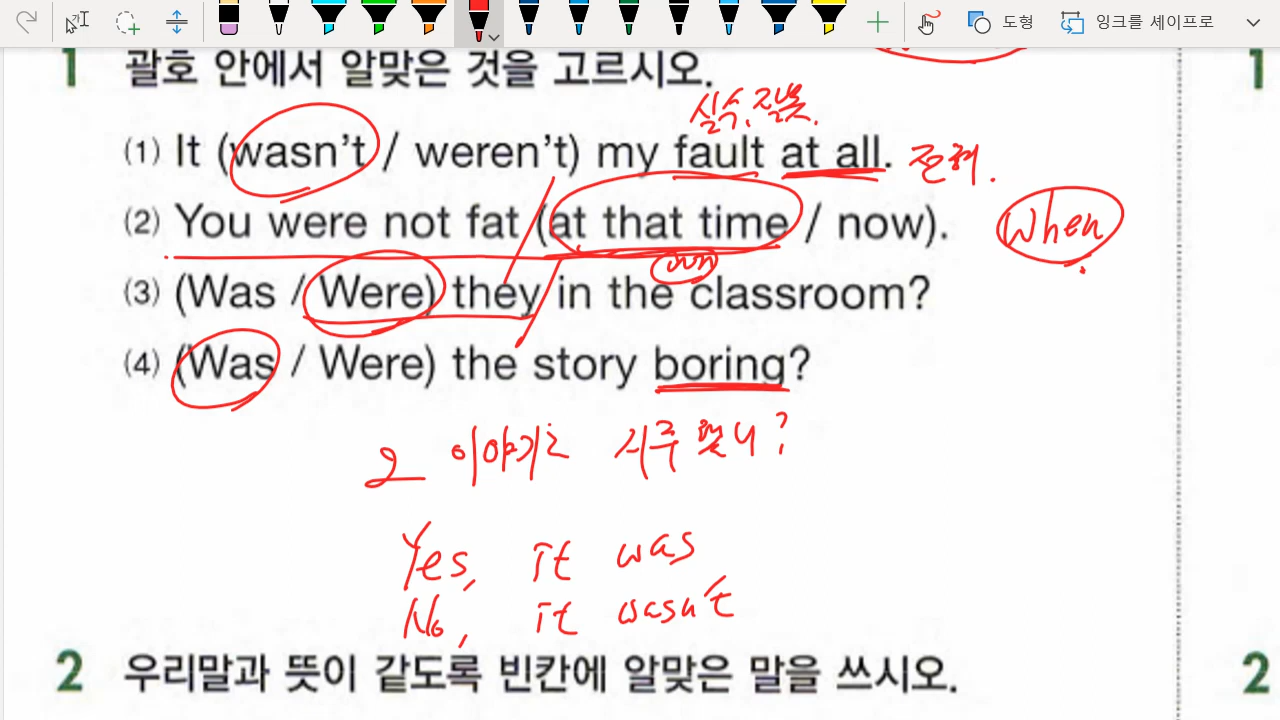 도형 잉크를 셰이프로
1 괄호 안에서 알맞은 것을 고르시오. 1
실수, 잘못.
(1) It (wasn't / weren't) my fault at all. 전혀.
(2) You were not fat (at that time / now). When
(3) (Was / Were) they in the classroom?
(4) (Was / Were) the story boring?
그 이야기는 지루했니?
Yes, it was
No, it wasn't
2 우리말과 뜻이 같도록 빈칸에 알맞은 말을 쓰시오. 2